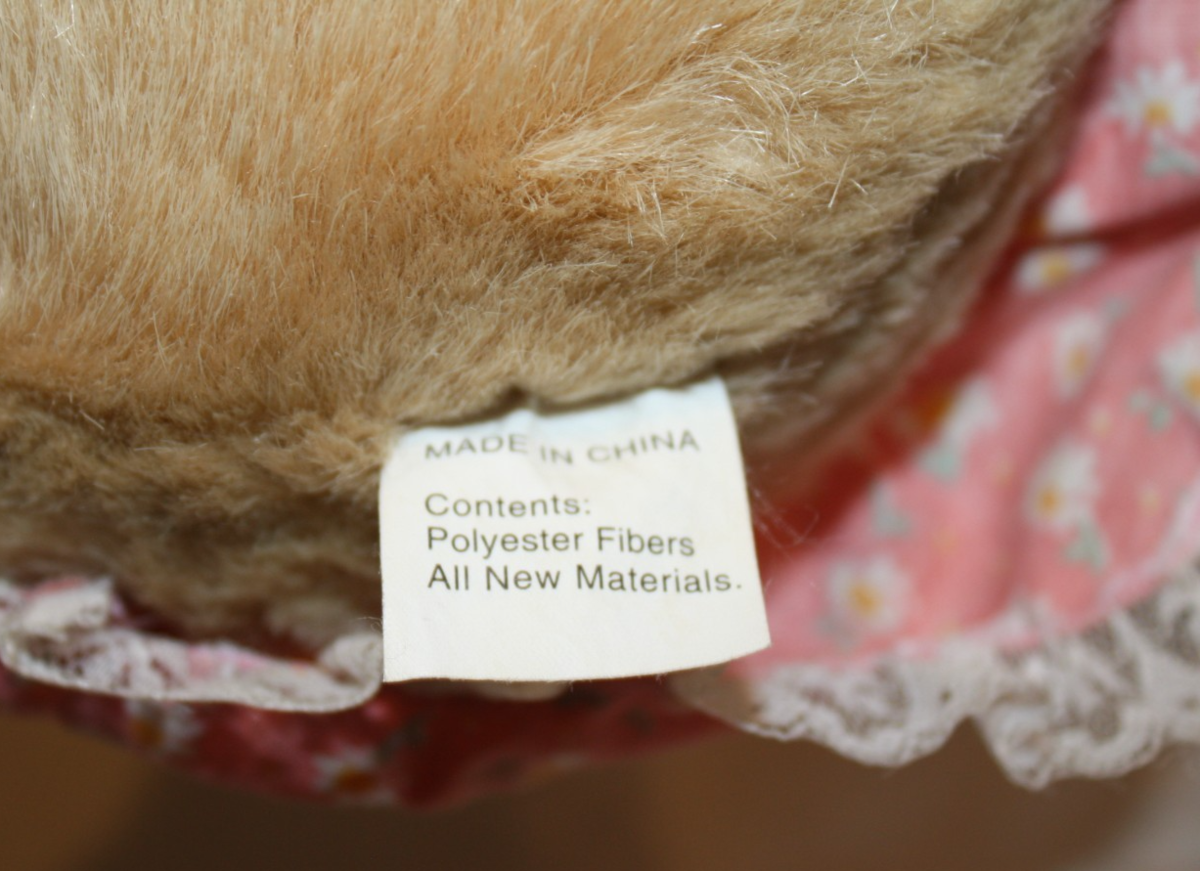 MADE IN CHINA
Contents:
Polyester Fibers
All New Materials.